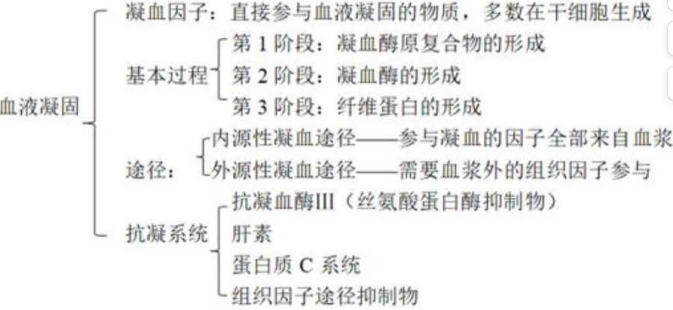 凝血因子：直接参与血液凝固的物质，多数在干细胞生成
第 1 阶段：凝血酶原复合物的形成
基本过程
第 2 阶段：凝血酶的形成
第 3 阶段：纤维蛋白的形成
血液凝固
内源性凝血途径——参与凝血的因子全部来自血浆
途径：
外源性凝血途径——需要血浆外的组织因子参与
抗凝血酶III（丝氨酸蛋白酶抑制物）
抗凝系统
肝素
蛋白质 C 系统
组织因子途径抑制物